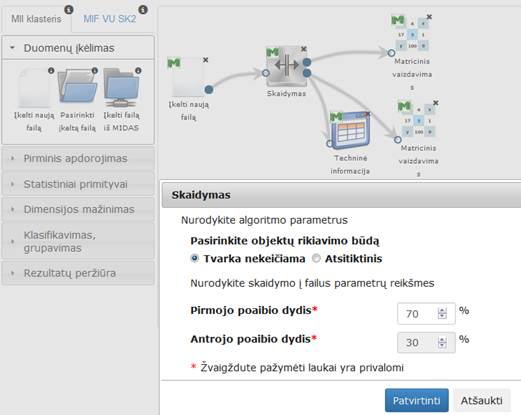 MII klasteris
MIF VU SK2
Duomenų įkėlimas
Įkelti naują
failą
Pasirinkti
įkeltą failą
Įkelti failą
iš MIDAS
Pirminis apdorojimas
Statistiniai primityvai
Dimensijos mažinimas
Klasifikavimas,
grupavimas
Rezultatų peržiūra
Įkelti naują
failą
Skaidymas
Matricinis
vaizdavima
s
Techninė
informacija
Matricinis
vaizdavima
s
Skaidymas
Nurodykite algoritmo parametrus
Pasirinkite objektų rikiavimo būdą
Tvarka nekeičiama Atsitiktinis
Nurodykite skaidymo į failus parametrų reikšmes
Pirmojo poaibio dydis* 70 %
Antrojo poaibio dydis* 30 %
* Žvaigždute pažymėti laukai yra privalomi
Patvirtinti Atšaukti